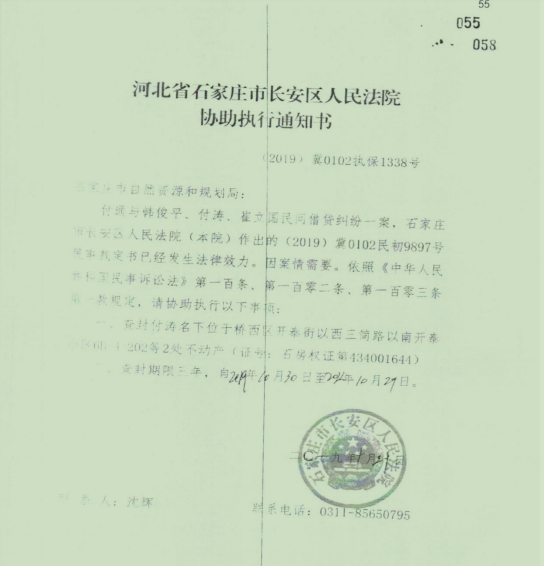 55
055
058
河北省石家庄市长安区人民法院
协助执行通知书
(2019)冀0102执保1338号
石家庄市自然资源和规划局:
付现与韩俊平、付涛、崔立国民间借贷纠纷一案,石家庄
市长安区人民法院(本院)作出的(2019)冀0102民初9897号
民事裁定书已经发生法律效力。因案情需要。依照《中华人民
共和国民事诉讼法》第一百条、第一百零二条、第一百零三条
第一款规定,请协助执行以下事项:
一、查封付涛名下位于桥西区开泰街以西三简路以南开泰
202等2处不动产(证号:石房权证第434001644)
、查封期限三年,自2019年10月30日至 年10月29日。
二〇一九年十月
石家庄市长安区人民法院
联系人:沈辉
联系电话:0311-85650795